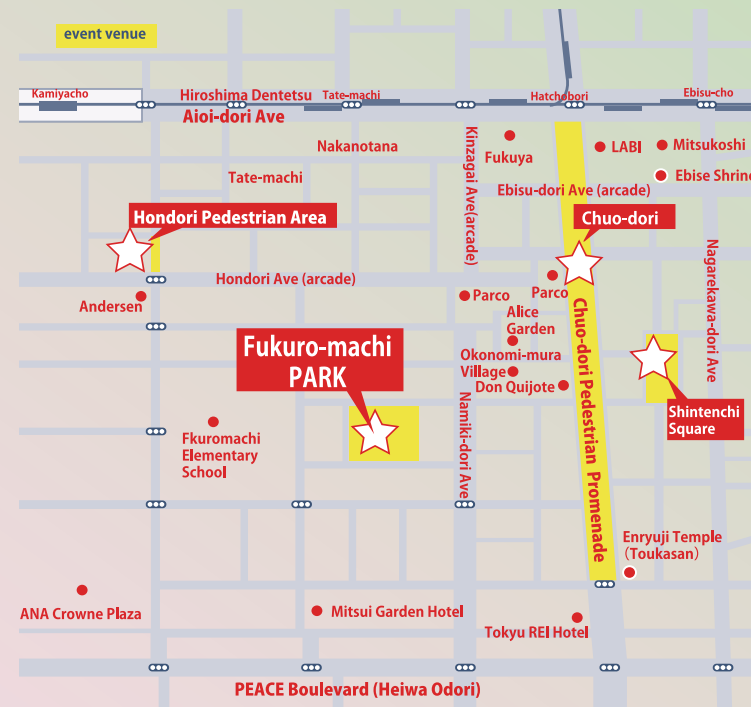 event venue
Kamiyacho
Hiroshima Dentetsu
Tate-machi
Hatchobori
Ebisu-cho
Aioi-dori Ave
Nakanotana
Kinzagai Ave(arcade)
Fukuya
LABI
Mitsukoshi
Tate-machi
Ebisu-dori Ave (arcade)
Ebise Shrine
Hondori Pedestrian Area
Chuo-dori
Hondori Ave (arcade)
Nagarekawa-dori Ave
Andersen
Parco
Parco
Alice
Garden
Chuo-dori Pedestrian Promenade
Fukuro-machi
PARK
Okonomi-mura
Village
Don Quijote
Namiki-dori Ave
Shintenchi
Square
Fkuromachi
Elementary
School
Enryuji Temple
(Toukasan)
ANA Crowne Plaza
Mitsui Garden Hotel
Tokyu REI Hotel
PEACE Boulevard (Heiwa Odori)